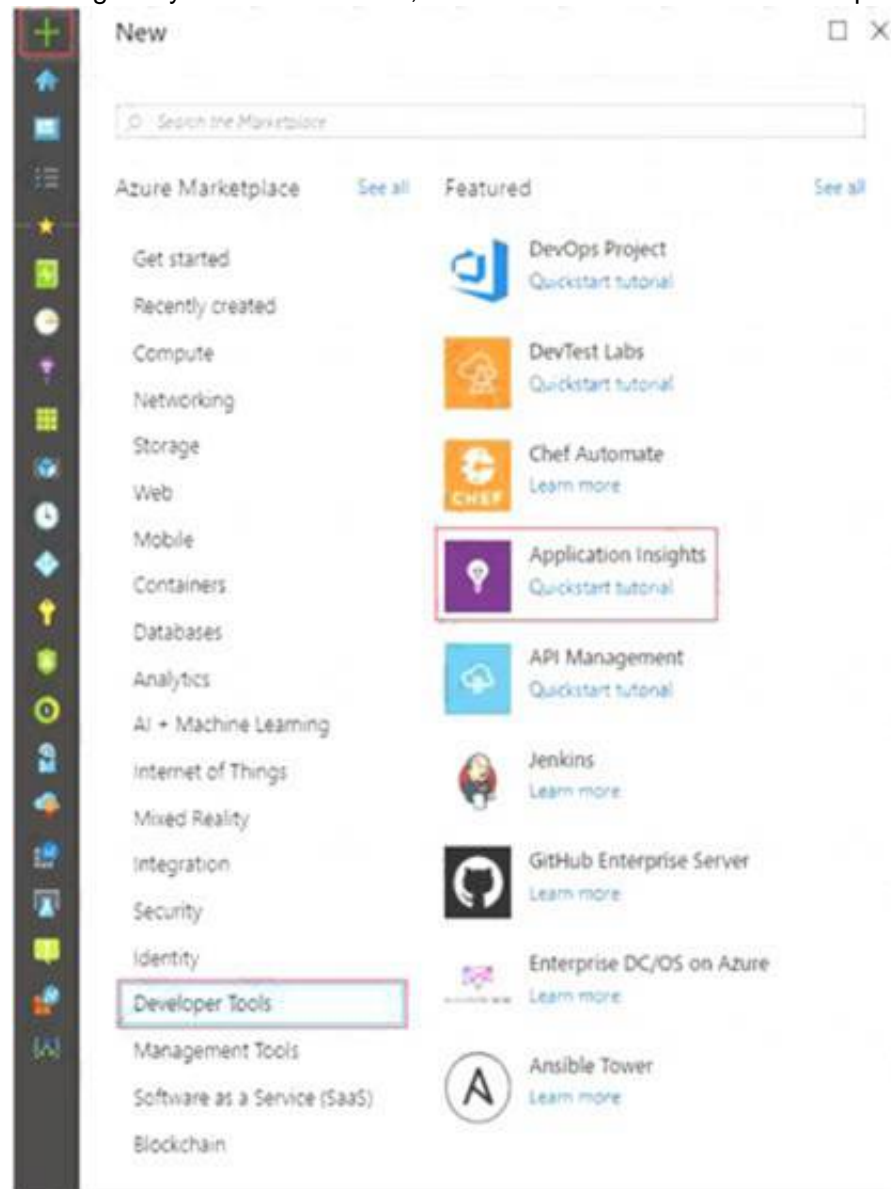 New
Search the Marketplace
Azure Marketplace See all Featured See all
Get started
Recently created
Compute
Networking
Storage
Web
Mobile
Containers
Databases
Analytics
AI + Machine Learning
Internet of Things
Mixed Reality
Integration
Security
Identity
Developer Tools
Management Tools
Software as a Service (SaaS)
Blockchain
DevOps Project
Quickstart tutorial
DevTest Labs
Quickstart tutorial
CHEF
Chef Automate
Learn more
Application Insights
Quickstart tutorial
API Management
Quickstart tutorial
Jenkins
Learn more
GitHub Enterprise Server
Learn more
Enterprise DC/OS on Azure
Learn more
Ansible Tower
Learn more